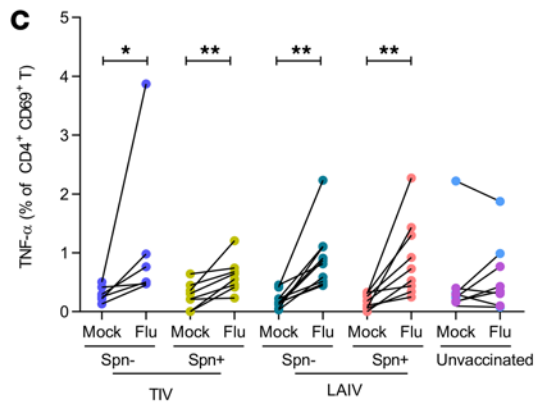 C
TNF-α (% of CD4⁺ CD69⁺ T)
5
4
3
2
1
0
* ** ** **
Mock Flu Mock Flu Mock Flu Mock Flu Mock Flu
Spn- Spn+ Spn- Spn+ Unvaccinated
TIV LAIV